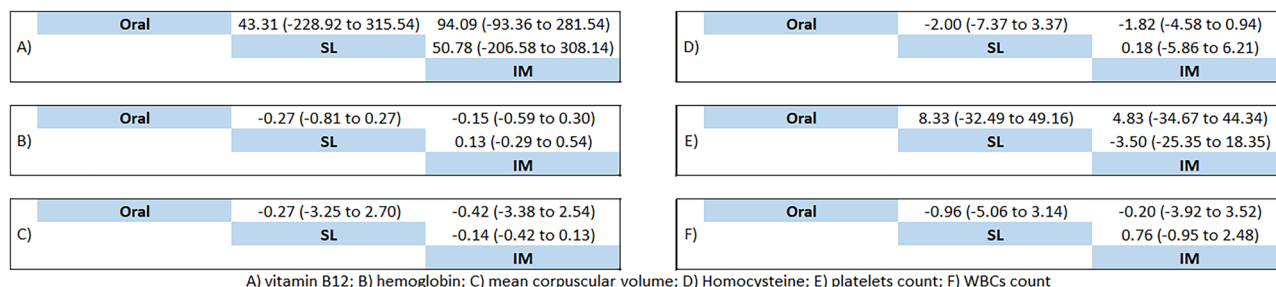 A)
Oral 43.31 (-228.92 to 315.54) 94.09 (-93.36 to 281.54)
SL 50.78 (-206.58 to 308.14)
IM
B)
Oral -0.27 (-0.81 to 0.27) -0.15 (-0.59 to 0.30)
SL 0.13 (-0.29 to 0.54)
IM
C)
Oral -0.27 (-3.25 to 2.70) -0.42 (-3.38 to 2.54)
SL -0.14 (-0.42 to 0.13)
IM
D)
Oral -2.00 (-7.37 to 3.37) -1.82 (-4.58 to 0.94)
SL 0.18 (-5.86 to 6.21)
IM
E)
Oral 8.33 (-32.49 to 49.16) 4.83 (-34.67 to 44.34)
SL -3.50 (-25.35 to 18.35)
IM
F)
Oral -0.96 (-5.06 to 3.14) -0.20 (-3.92 to 3.52)
SL 0.76 (-0.95 to 2.48)
IM
A) vitamin B12; B) hemoglobin; C) mean corpuscular volume; D) Homocysteine; E) platelets count; F) WBCs count